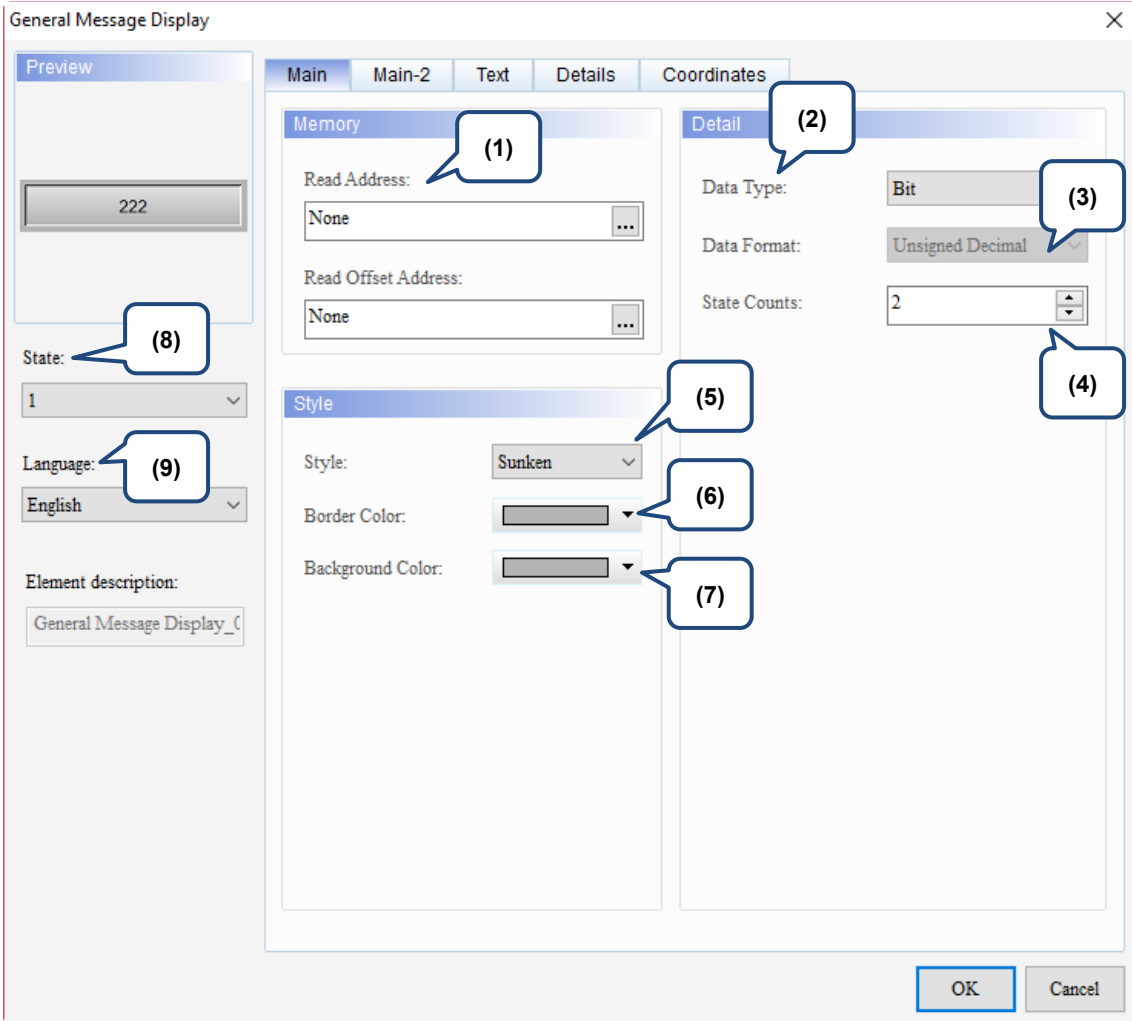 General Message Display
Preview
222
State:
(8)
1
Language:
(9)
English
Element description:
General Message Display_
Main Main-2 Text Details Coordinates
Memory
(1)
Read Address:
None
...
Read Offset Address:
None
...
Style
(5)
Style:
Sunken
Border Color:
(6)
Background Color:
(7)
Detail
(2)
Data Type:
Bit
(3)
Data Format:
Unsigned Decimal
State Counts:
2
(4)
OK Cancel